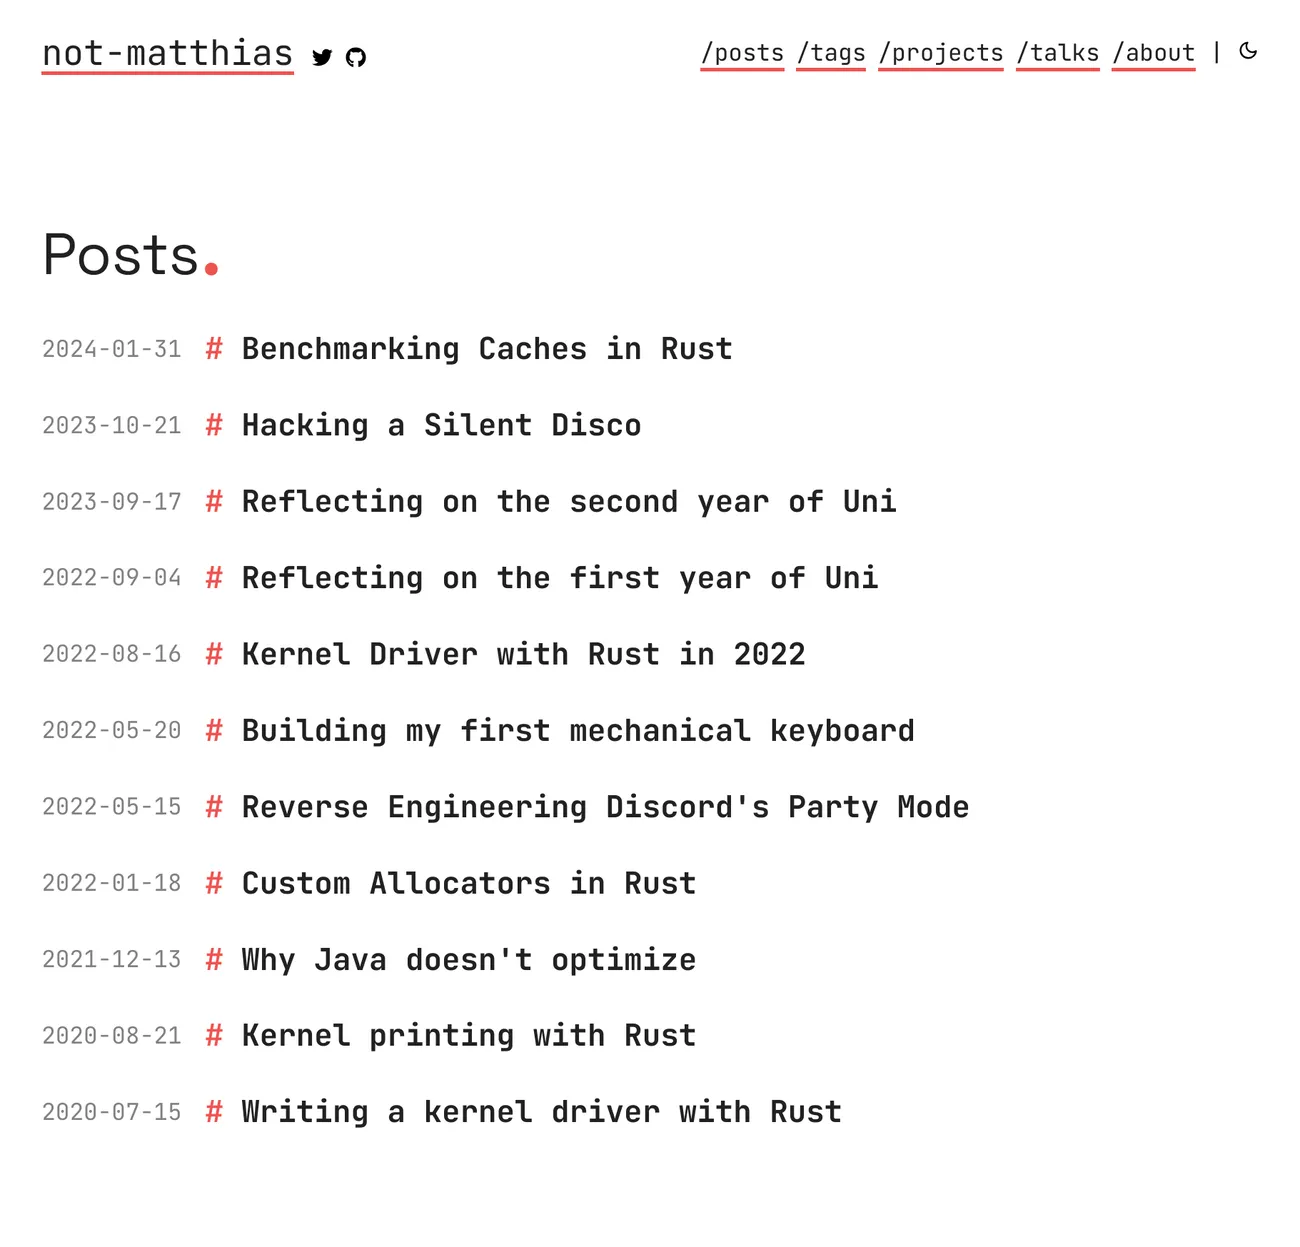 not-matthias /posts /tags /projects /talks /about |
Posts.
2024-01-31 # Benchmarking Caches in Rust
2023-10-21 # Hacking a Silent Disco
2023-09-17 # Reflecting on the second year of Uni
2022-09-04 # Reflecting on the first year of Uni
2022-08-16 # Kernel Driver with Rust in 2022
2022-05-20 # Building my first mechanical keyboard
2022-05-15 # Reverse Engineering Discord's Party Mode
2022-01-18 # Custom Allocators in Rust
2021-12-13 # Why Java doesn't optimize
2020-08-21 # Kernel printing with Rust
2020-07-15 # Writing a kernel driver with Rust